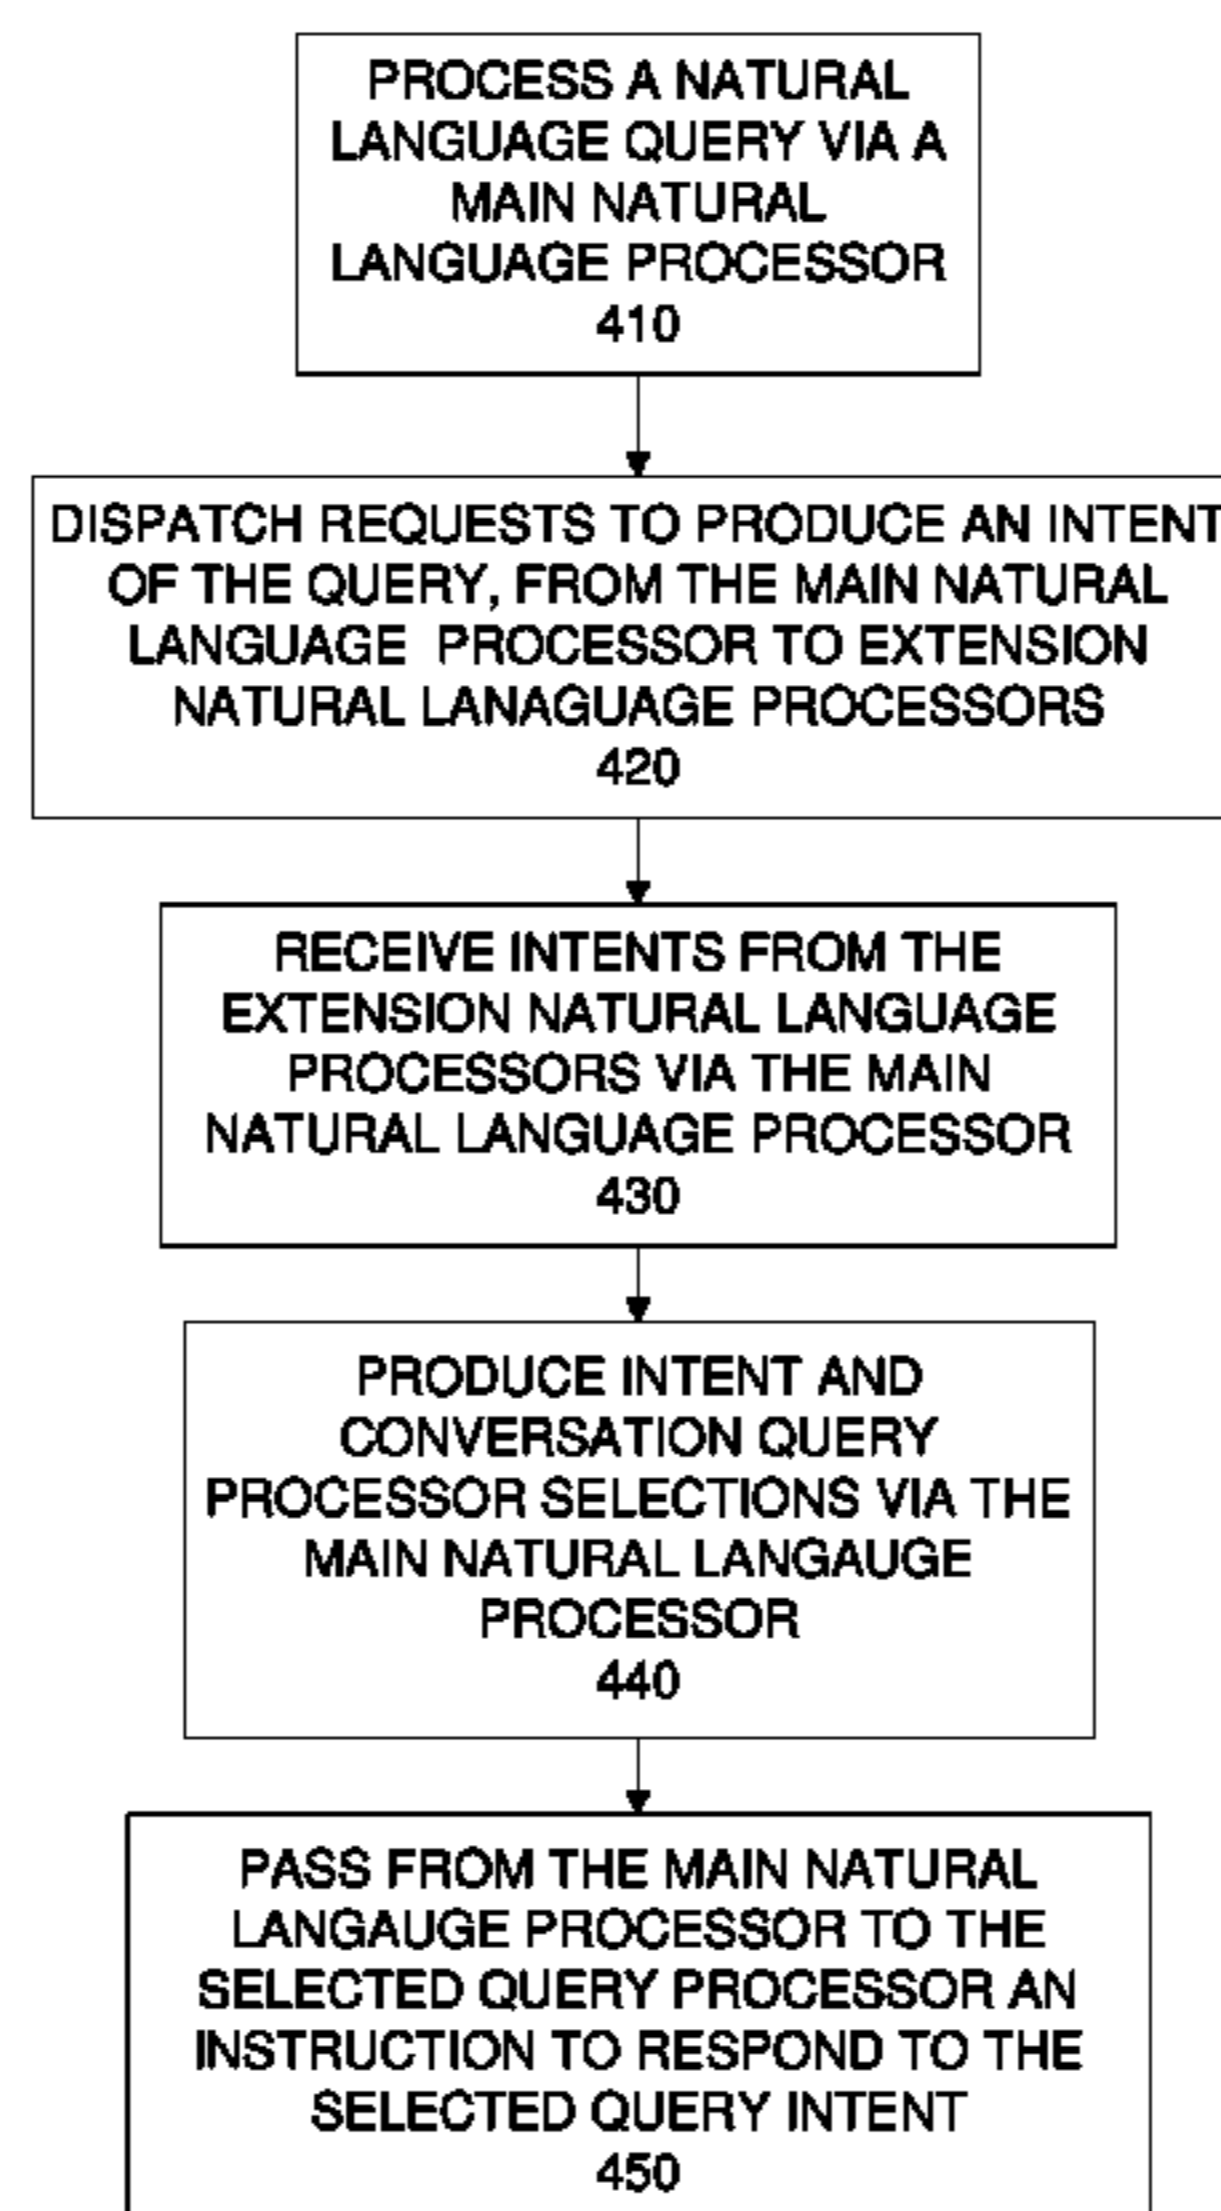 PROCESS A NATURAL
LANGUAGE QUERY VIA A
MAIN NATURAL
LANGUAGE PROCESSOR
410
DISPATCH REQUESTS TO PRODUCE AN INTENT
OF THE QUERY, FROM THE MAIN NATURAL
LANGUAGE PROCESSOR TO EXTENSION
NATURAL LANAGUAGE PROCESSORS
420
RECEIVE INTENTS FROM THE
EXTENSION NATURAL LANGUAGE
PROCESSORS VIA THE MAIN
NATURAL LANGUAGE PROCESSOR
430
PRODUCE INTENT AND
CONVERSATION QUERY
PROCESSOR SELECTIONS VIA THE
MAIN NATURAL LANGAUGE
PROCESSOR
440
PASS FROM THE MAIN NATURAL
LANGAUGE PROCESSOR TO THE
SELECTED QUERY PROCESSOR AN
INSTRUCTION TO RESPOND TO THE
SELECTED QUERY INTENT
450